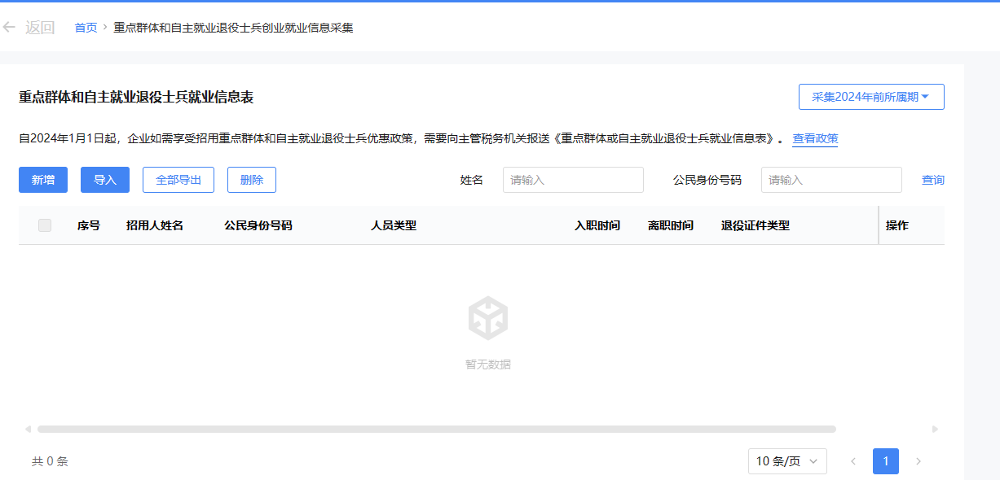 返回 首页 > 重点群体和自主就业退役士兵创业就业信息采集
重点群体和自主就业退役士兵就业信息表 采集2024年前所属期
自2024年1月1日起，企业如需享受招用重点群体和自主就业退役士兵优惠政策，需要向主管税务机关报送《重点群体或自主就业退役士兵就业信息表》。 查看政策
新增 导入 全部导出 删除 姓名 请输入 公民身份号码 请输入 查询
序号 招用人姓名 公民身份号码 人员类型 入职时间 离职时间 退役证件类型 操作
暂无数据
共 0 条 10 条/页 1